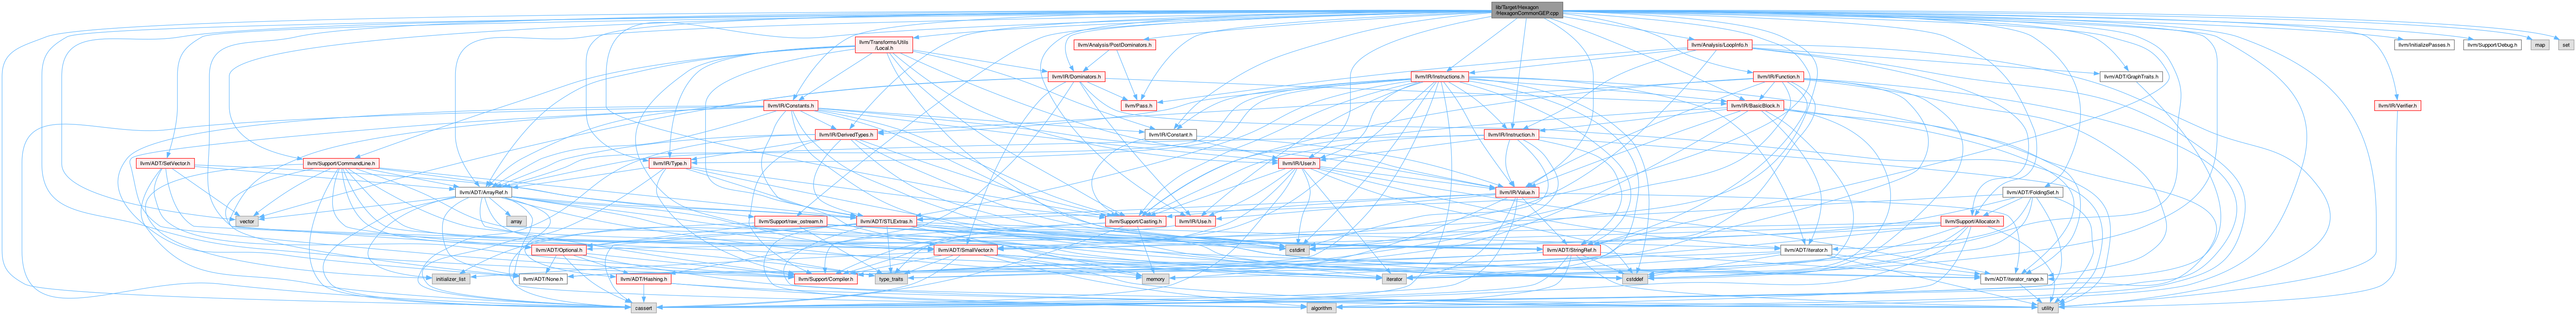 lib/Target/Hexagon
/HexagonCommonGEP.cpp
llvm/Transforms/Utils
/Local.h
llvm/Analysis/PostDominators.h
llvm/Analysis/LoopInfo.h
llvm/InitializePasses.h
llvm/Support/Debug.h
map
set
llvm/IR/Dominators.h
llvm/IR/Instructions.h
llvm/IR/Function.h
llvm/ADT/GraphTraits.h
llvm/IR/Constants.h
llvm/Pass.h
llvm/IR/BasicBlock.h
llvm/IR/Verifier.h
llvm/IR/DerivedTypes.h
llvm/IR/Constant.h
llvm/IR/Instruction.h
llvm/ADT/SetVector.h
llvm/Support/CommandLine.h
llvm/IR/Type.h
llvm/IR/User.h
llvm/ADT/ArrayRef.h
llvm/IR/Value.h
llvm/ADT/FoldingSet.h
vector
array
llvm/Support/raw_ostream.h
llvm/ADT/STLExtras.h
llvm/Support/Casting.h
llvm/IR/Use.h
llvm/Support/Allocator.h
llvm/ADT/Optional.h
llvm/ADT/SmallVector.h
cstdint
llvm/ADT/StringRef.h
llvm/ADT/iterator.h
initializer_list
llvm/ADT/None.h
llvm/ADT/Hashing.h
llvm/Support/Compiler.h
type_traits
memory
iterator
cstddef
llvm/ADT/iterator_range.h
cassert
algorithm
utility